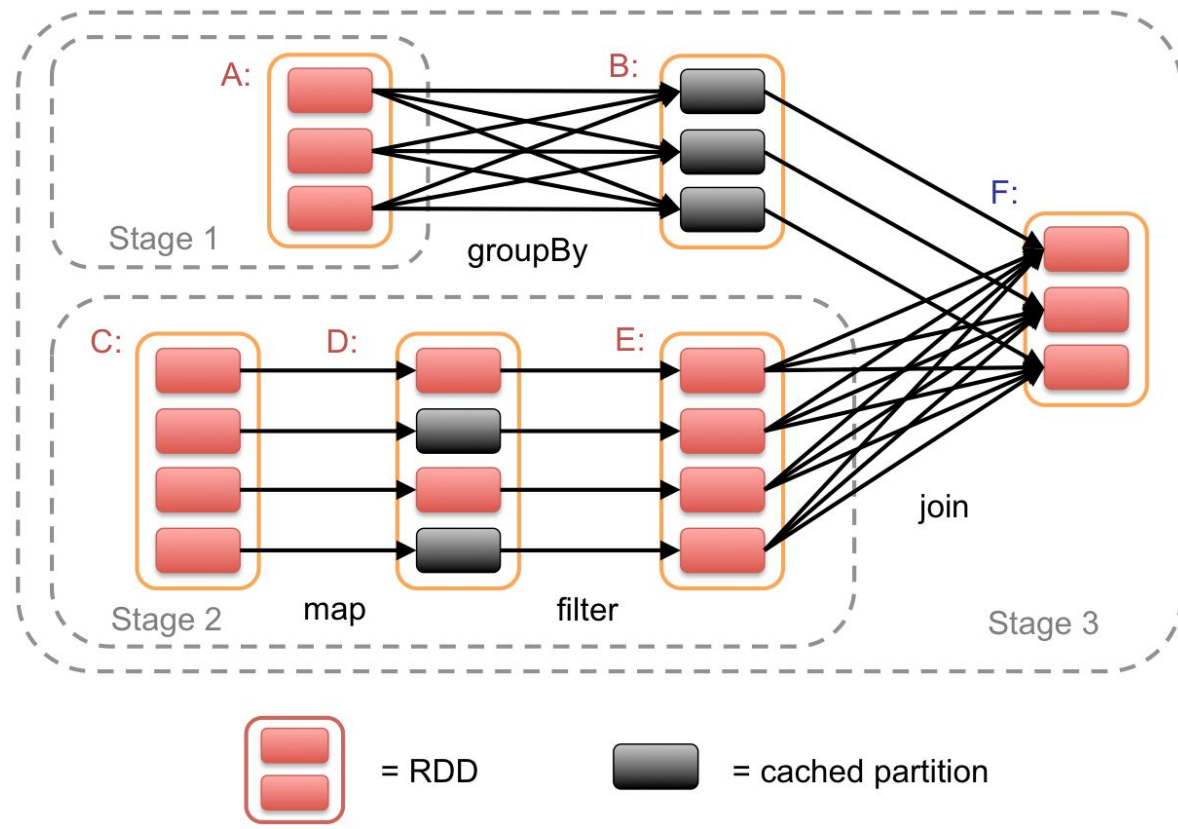 A:
B:
Stage 1
groupBy
F:
C:
D:
E:
join
Stage 2
map
filter
Stage 3
= RDD
= cached partition